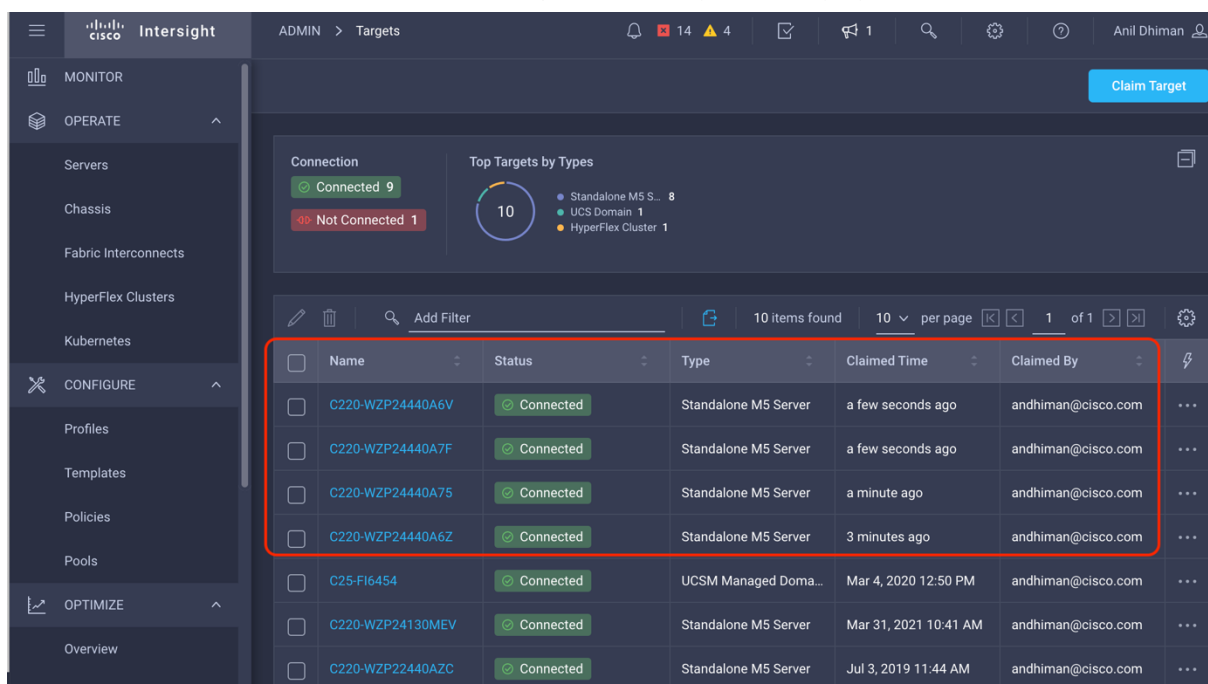 cisco Intersight
ADMIN > Targets
14 4
1
Anil Dhiman
MONITOR
OPERATE
Servers
Chassis
Fabric Interconnects
HyperFlex Clusters
Kubernetes
CONFIGURE
Profiles
Templates
Policies
Pools
OPTIMIZE
Overview
Claim Target
Connection
Connected 9
Not Connected 1
Top Targets by Types
10
Standalone M5 S... 8
UCS Domain 1
HyperFlex Cluster 1
Add Filter 10 items found 10 per page 1 of 1
Name Status Type Claimed Time Claimed By
C220-WZP24440A6V Connected Standalone M5 Server a few seconds ago andhiman@cisco.com ...
C220-WZP24440A7F Connected Standalone M5 Server a few seconds ago andhiman@cisco.com ...
C220-WZP24440A75 Connected Standalone M5 Server a minute ago andhiman@cisco.com ...
C220-WZP24440A6Z Connected Standalone M5 Server 3 minutes ago andhiman@cisco.com ...
C25-FI6454 Connected UCSM Managed Doma... Mar 4, 2020 12:50 PM andhiman@cisco.com ...
C220-WZP24130MEV Connected Standalone M5 Server Mar 31, 2021 10:41 AM andhiman@cisco.com ...
C220-WZP22440AZC Connected Standalone M5 Server Jul 3, 2019 11:44 AM andhiman@cisco.com ...